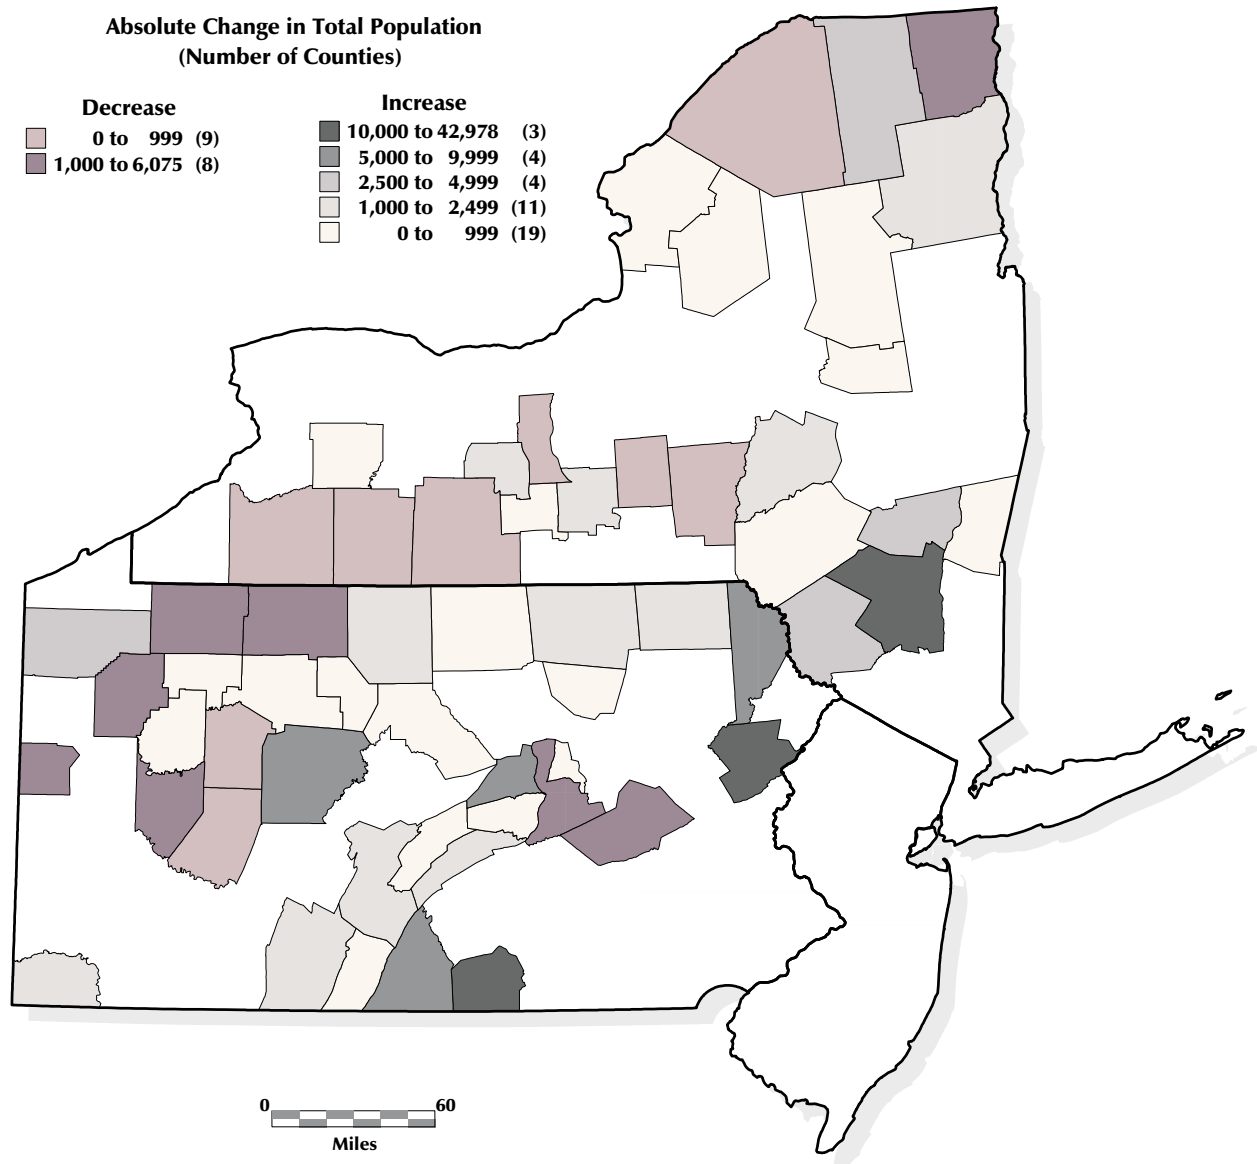 Absolute Change in Total Population
(Number of Counties)
Decrease
0 to 999 (9)
1,000 to 6,075 (8)
Increase
10,000 to 42,978 (3)
5,000 to 9,999 (4)
2,500 to 4,999 (4)
1,000 to 2,499 (11)
0 to 999 (19)
0 60
Miles